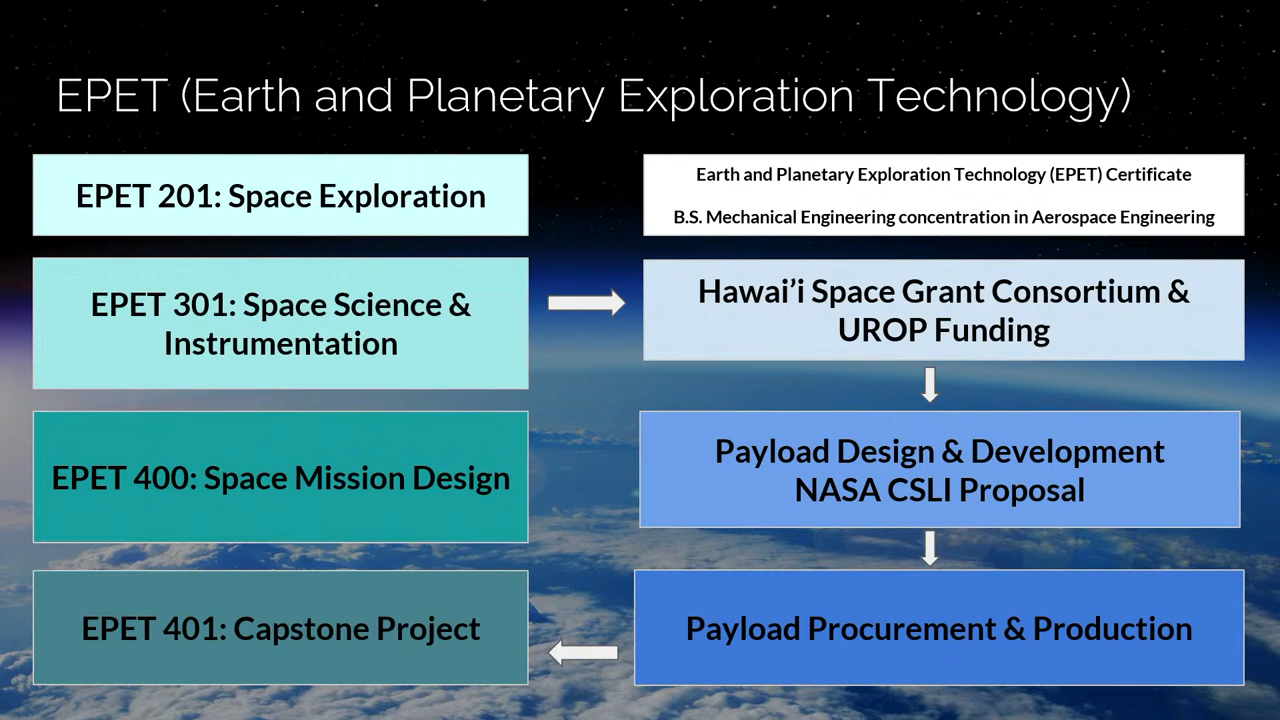 EPET (Earth and Planetary Exploration Technology)
EPET 201: Space Exploration
Earth and Planetary Exploration Technology (EPET) Certificate
B.S. Mechanical Engineering concentration in Aerospace Engineering
EPET 301: Space Science &
Instrumentation
Hawai’i Space Grant Consortium &
UROP Funding
EPET 400: Space Mission Design
Payload Design & Development
NASA CSLI Proposal
EPET 401: Capstone Project
Payload Procurement & Production